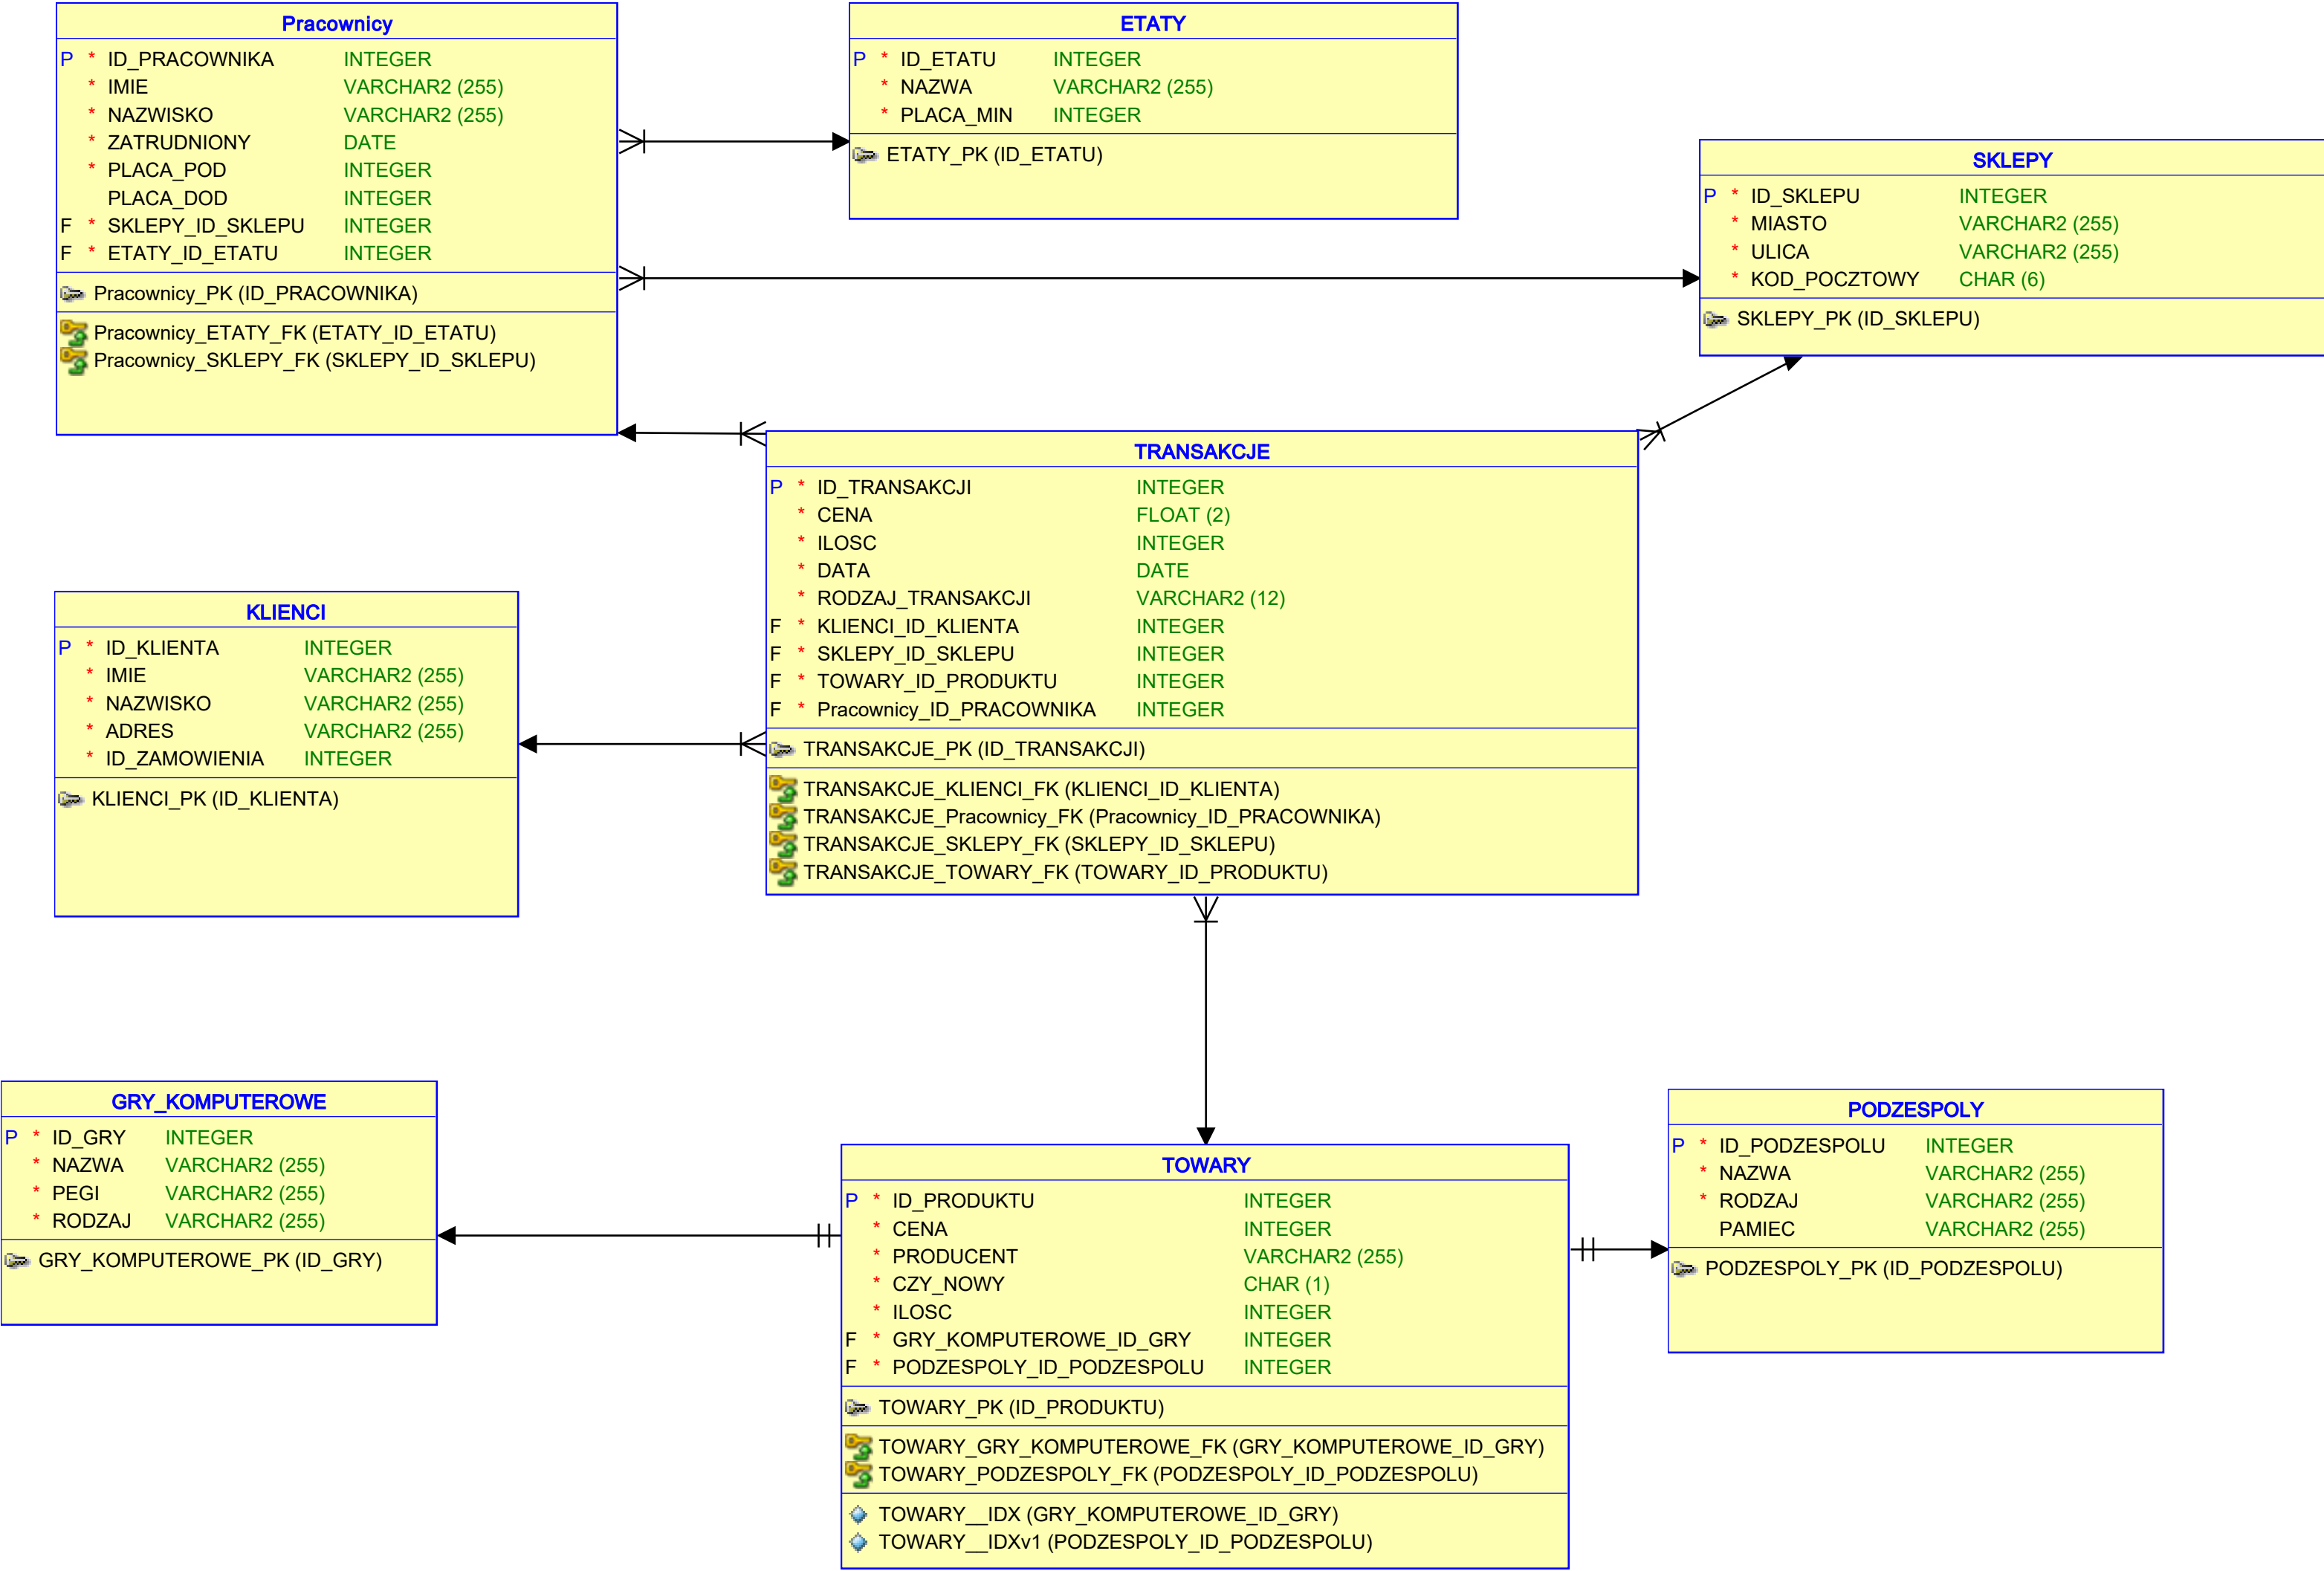 Pracownicy
P * ID_PRACOWNIKA INTEGER
* IMIE VARCHAR2 (255)
* NAZWISKO VARCHAR2 (255)
* ZATRUDNIONY DATE
* PLACA_POD INTEGER
PLACA_DOD INTEGER
F * SKLEPY_ID_SKLEPU INTEGER
F * ETATY_ID_ETATU INTEGER
Pracownicy_PK (ID_PRACOWNIKA)
Pracownicy_ETATY_FK (ETATY_ID_ETATU)
Pracownicy_SKLEPY_FK (SKLEPY_ID_SKLEPU)
ETATY
P * ID_ETATU INTEGER
* NAZWA VARCHAR2 (255)
* PLACA_MIN INTEGER
ETATY_PK (ID_ETATU)
SKLEPY
P * ID_SKLEPU INTEGER
* MIASTO VARCHAR2 (255)
* ULICA VARCHAR2 (255)
* KOD_POCZTOWY CHAR (6)
SKLEPY_PK (ID_SKLEPU)
TRANSAKCJE
P * ID_TRANSAKCJI INTEGER
* CENA FLOAT (2)
* ILOSC INTEGER
* DATA DATE
* RODZAJ_TRANSAKCJI VARCHAR2 (12)
F * KLIENCI_ID_KLIENTA INTEGER
F * SKLEPY_ID_SKLEPU INTEGER
F * TOWARY_ID_PRODUKTU INTEGER
F * Pracownicy_ID_PRACOWNIKA INTEGER
TRANSAKCJE_PK (ID_TRANSAKCJI)
TRANSAKCJE_KLIENCI_FK (KLIENCI_ID_KLIENTA)
TRANSAKCJE_Pracownicy_FK (Pracownicy_ID_PRACOWNIKA)
TRANSAKCJE_SKLEPY_FK (SKLEPY_ID_SKLEPU)
TRANSAKCJE_TOWARY_FK (TOWARY_ID_PRODUKTU)
KLIENCI
P * ID_KLIENTA INTEGER
* IMIE VARCHAR2 (255)
* NAZWISKO VARCHAR2 (255)
* ADRES VARCHAR2 (255)
* ID_ZAMOWIENIA INTEGER
KLIENCI_PK (ID_KLIENTA)
GRY_KOMPUTEROWE
P * ID_GRY INTEGER
* NAZWA VARCHAR2 (255)
* PEGI VARCHAR2 (255)
* RODZAJ VARCHAR2 (255)
GRY_KOMPUTEROWE_PK (ID_GRY)
TOWARY
P * ID_PRODUKTU INTEGER
* CENA INTEGER
* PRODUCENT VARCHAR2 (255)
* CZY_NOWY CHAR (1)
* ILOSC INTEGER
F * GRY_KOMPUTEROWE_ID_GRY INTEGER
F * PODZESPOLY_ID_PODZESPOLU INTEGER
TOWARY_PK (ID_PRODUKTU)
TOWARY_GRY_KOMPUTEROWE_FK (GRY_KOMPUTEROWE_ID_GRY)
TOWARY_PODZESPOLY_FK (PODZESPOLY_ID_PODZESPOLU)
TOWARY__IDX (GRY_KOMPUTEROWE_ID_GRY)
TOWARY__IDXv1 (PODZESPOLY_ID_PODZESPOLU)
PODZESPOLY
P * ID_PODZESPOLU INTEGER
* NAZWA VARCHAR2 (255)
* RODZAJ VARCHAR2 (255)
PAMIEC VARCHAR2 (255)
PODZESPOLY_PK (ID_PODZESPOLU)